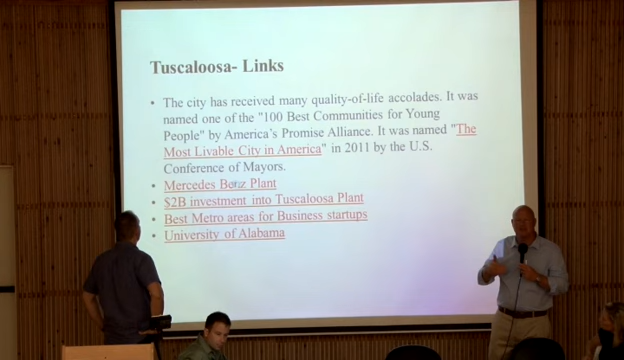 Tuscaloosa- Links
• The city has received many quality-of-life accolades. It was
named one of the "100 Best Communities for Young
People" by America's Promise Alliance. It was named "The
Most Livable City in America" in 2011 by the U.S.
Conference of Mayors.
• Mercedes Benz Plant
• $2B investment into Tuscaloosa Plant
• Best Metro areas for Business startups
• University of Alabama